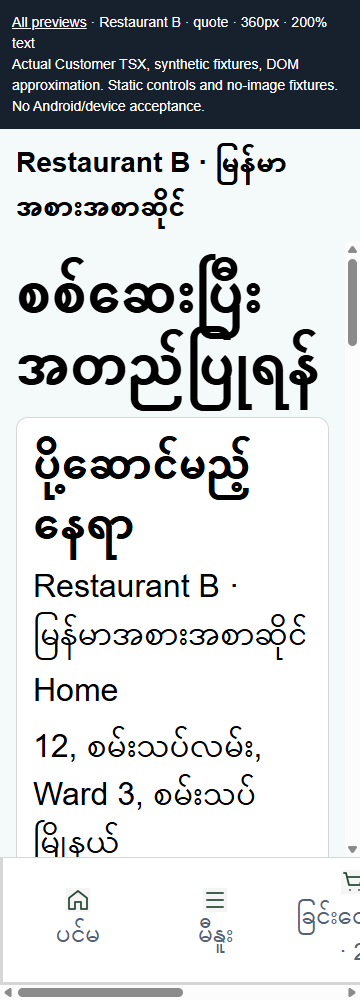 All previews · Restaurant B · quote · 360px · 200%
text
Actual Customer TSX, synthetic fixtures, DOM
approximation. Static controls and no-image fixtures.
No Android/device acceptance.
Restaurant B · မြန်မာ
အစားအစာဆိုင်
စစ်ဆေးပြီး
အတည်ပြုရန်
ပို့ဆောင်မည့်
နေရာ
Restaurant B ·
မြန်မာအစားအစာဆိုင်
Home
12, စမ်းသပ်လမ်း,
Ward 3, စမ်းသပ်
မြို့နယ်
ပင်မ
မီနူး